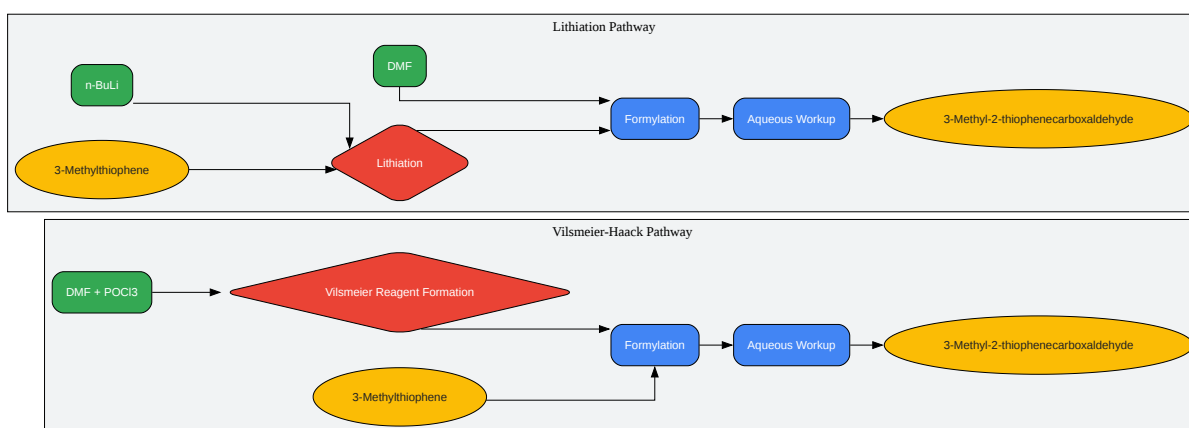 Lithiation Pathway
n-BuLi
DMF
Formylation
Aqueous Workup
3-Methyl-2-thiophenecarboxaldehyde
3-Methylthiophene
Lithiation
Vilsmeier-Haack Pathway
DMF + POCl3
Vilsmeier Reagent Formation
Formylation
Aqueous Workup
3-Methyl-2-thiophenecarboxaldehyde
3-Methylthiophene